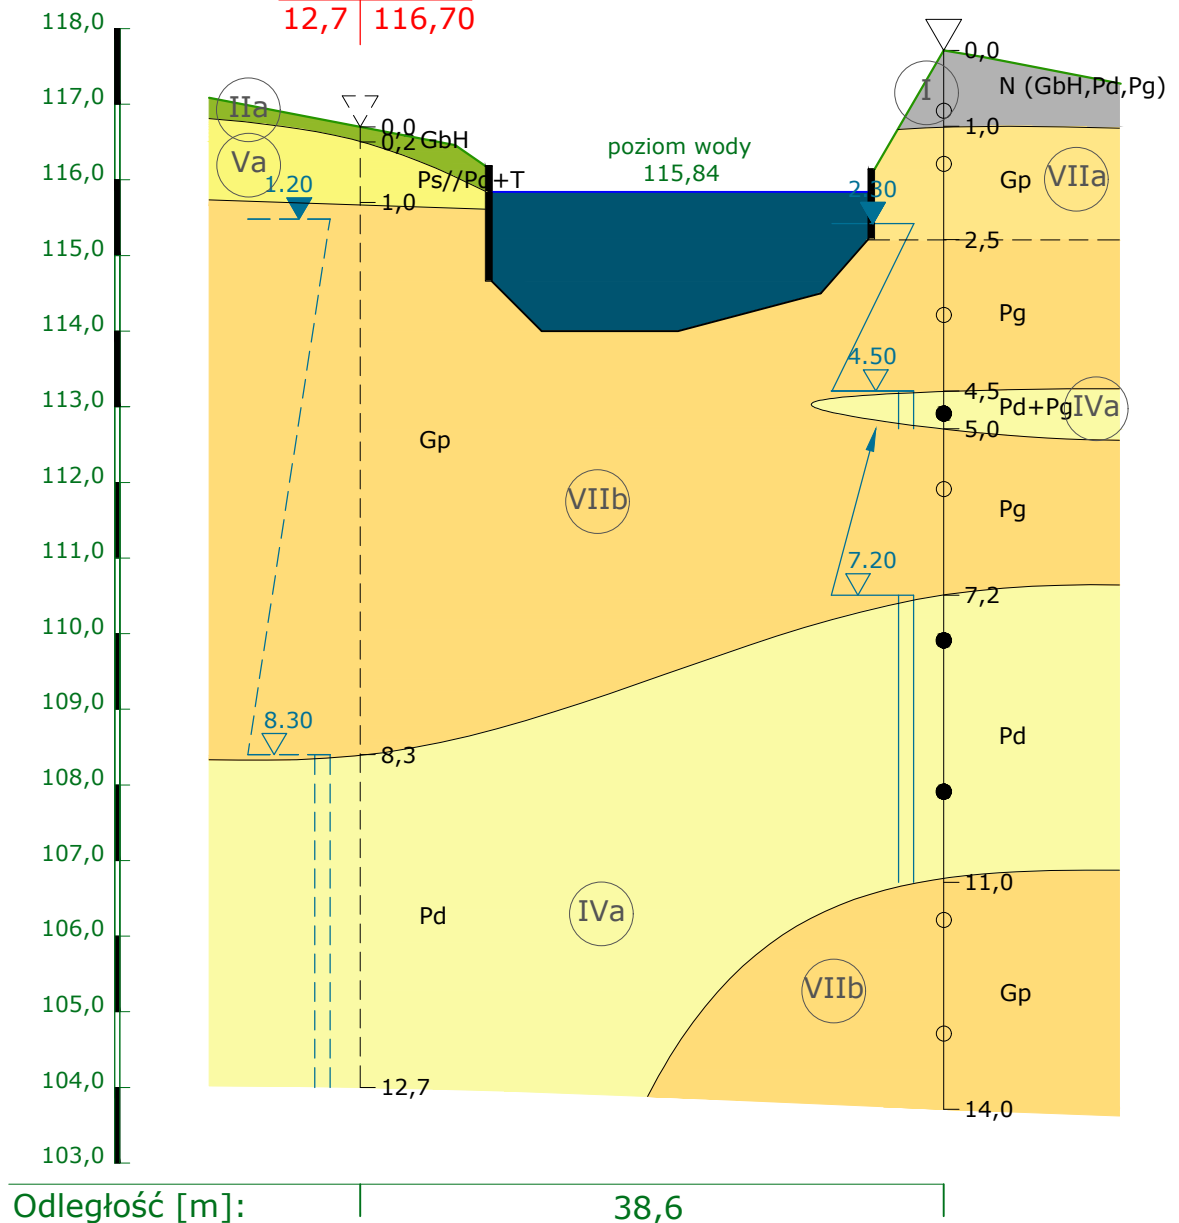 12,7 116,70
118,0
117,0
116,0
115,0
114,0
113,0
112,0
111,0
110,0
109,0
108,0
107,0
106,0
105,0
104,0
103,0
IIa
Va
0,0
0,2
GbH
Ps//Pd+T
1.20
1,0
Gp
VIIb
8.30
8,3
Pd
IVa
12,7
poziom wody
115,84
0,0
I
N (GbH,Pd,Pg)
1,0
Gp
VIIa
2.30
2,5
Pg
4.50
4,5
Pd+Pg
IVa
5,0
Pg
7.20
7,2
Pd
11,0
VIIb
Gp
14,0
Odległość [m]:
38,6